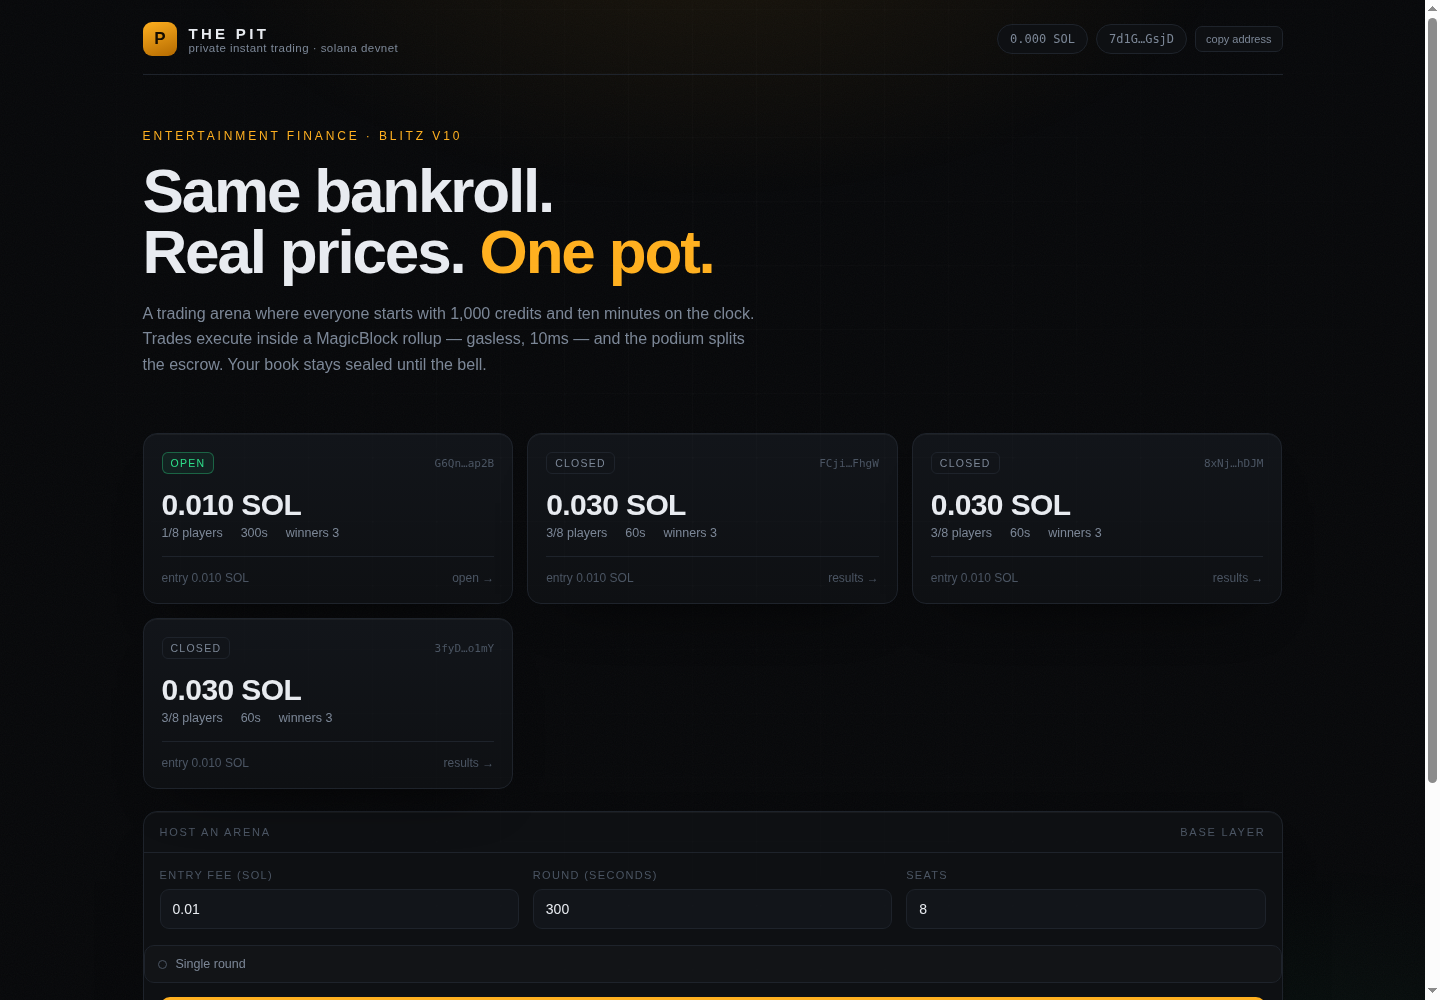 P
THE PIT
private instant trading · solana devnet
0.000 SOL
7d1G…GsjD
copy address
ENTERTAINMENT FINANCE · BLITZ V10
Same bankroll.
Real prices. One pot.
A trading arena where everyone starts with 1,000 credits and ten minutes on the clock.
Trades execute inside a MagicBlock rollup — gasless, 10ms — and the podium splits
the escrow. Your book stays sealed until the bell.
OPEN
G6Qn…ap2B
0.010 SOL
1/8 players 300s winners 3
entry 0.010 SOL
open →
CLOSED
FCji…FhgW
0.030 SOL
3/8 players 60s winners 3
entry 0.010 SOL
results →
CLOSED
8xNj…hDJM
0.030 SOL
3/8 players 60s winners 3
entry 0.010 SOL
results →
CLOSED
3fyD…o1mY
0.030 SOL
3/8 players 60s winners 3
entry 0.010 SOL
results →
HOST AN ARENA
BASE LAYER
ENTRY FEE (SOL)
0.01
ROUND (SECONDS)
300
SEATS
8
Single round